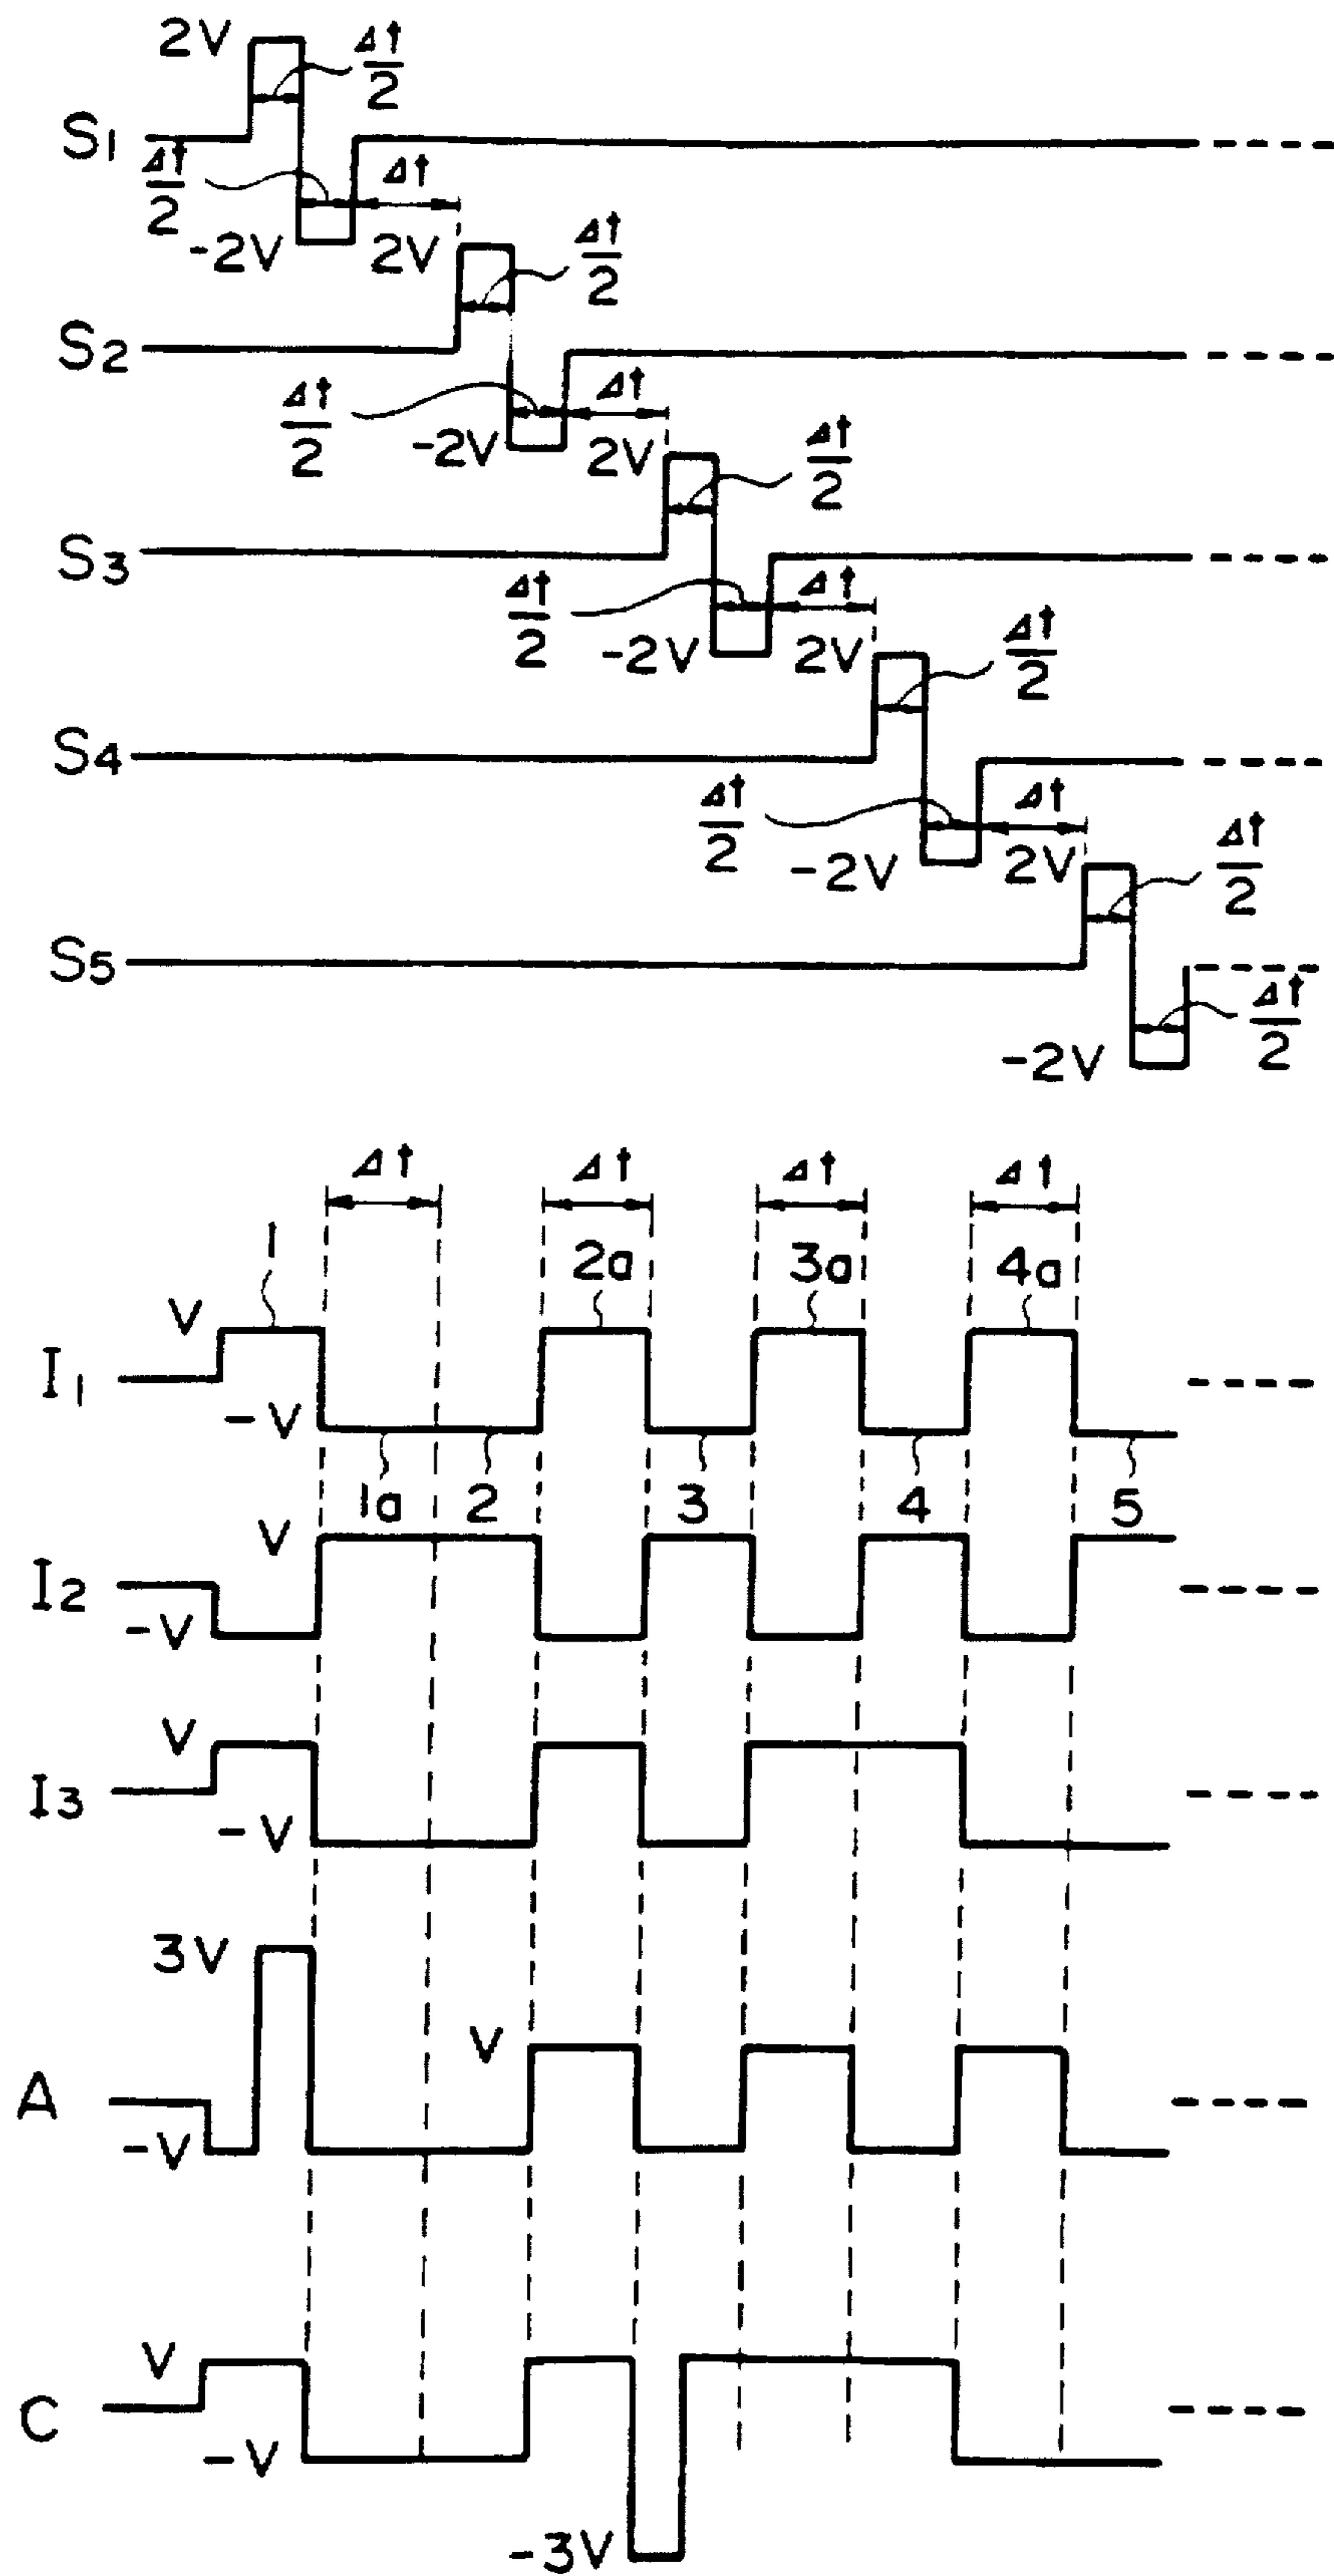 2V
Δt/2
S1
Δt/2
Δt
-2V
2V
Δt/2
S2
Δt/2
Δt
-2V
2V
Δt/2
S3
Δt/2
Δt
-2V
2V
Δt/2
S4
Δt/2
Δt
-2V
2V
Δt/2
S5
Δt/2
-2V
Δt Δt Δt Δt
1 2a 3a 4a
V
I1
-V
1a 2 3 4 5
V
I2
-V
V
I3
-V
3V
V
A
-V
V
C
-V
-3V